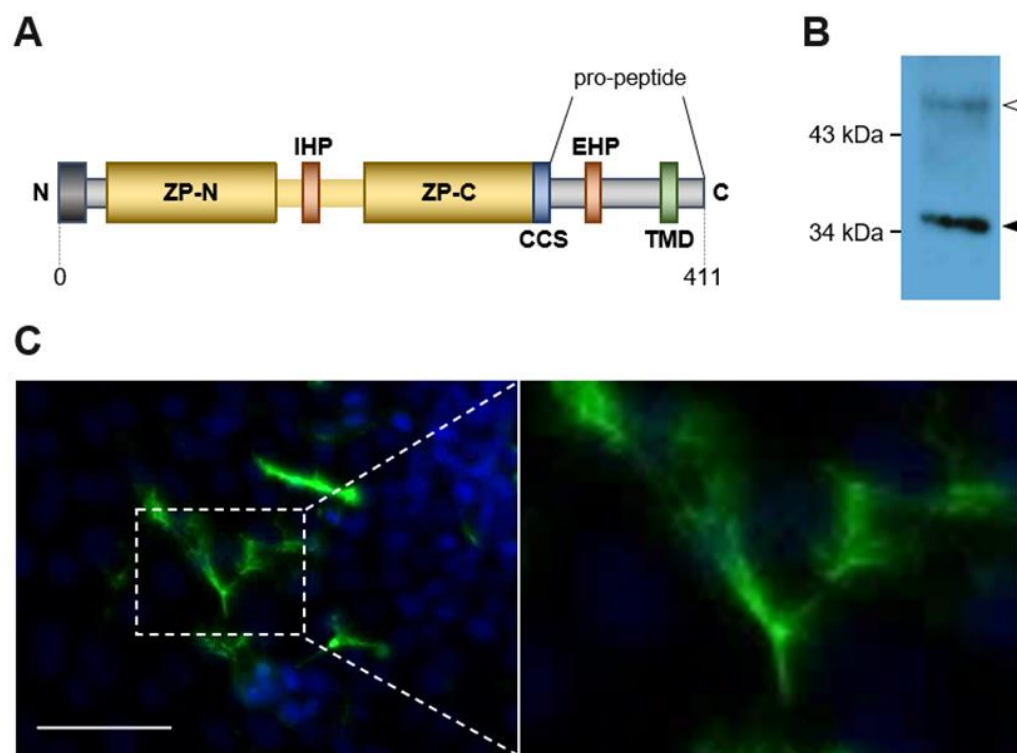 A
pro-peptide
IHP
EHP
N
ZP-N
ZP-C
C
CCS
TMD
0
411
B
43 kDa
34 kDa
C